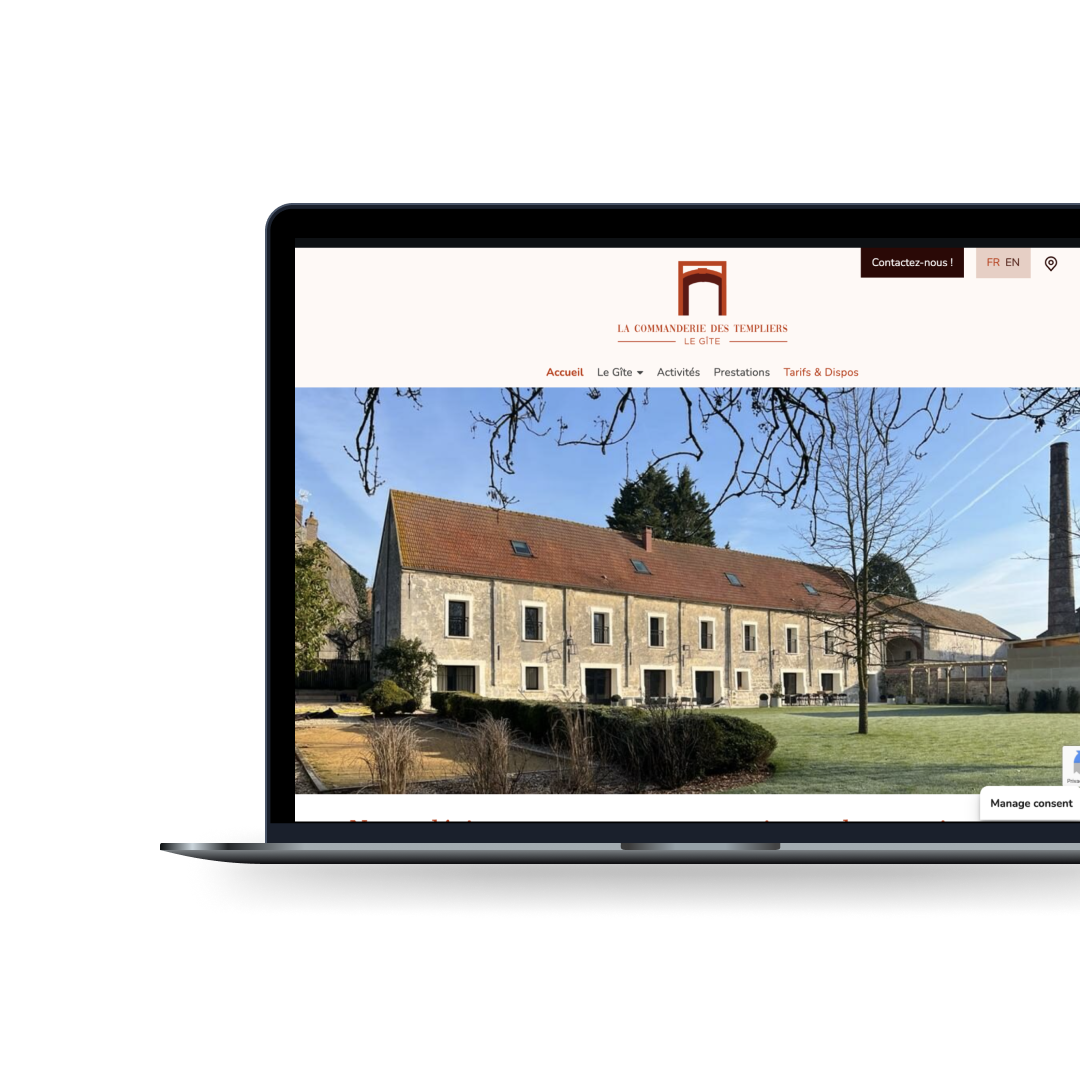 Contactez-nous !
FR EN
LA COMMANDERIE DES TEMPLIERS
LE GÎTE
Accueil Le Gîte Activités Prestations Tarifs & Dispos
Manage consent